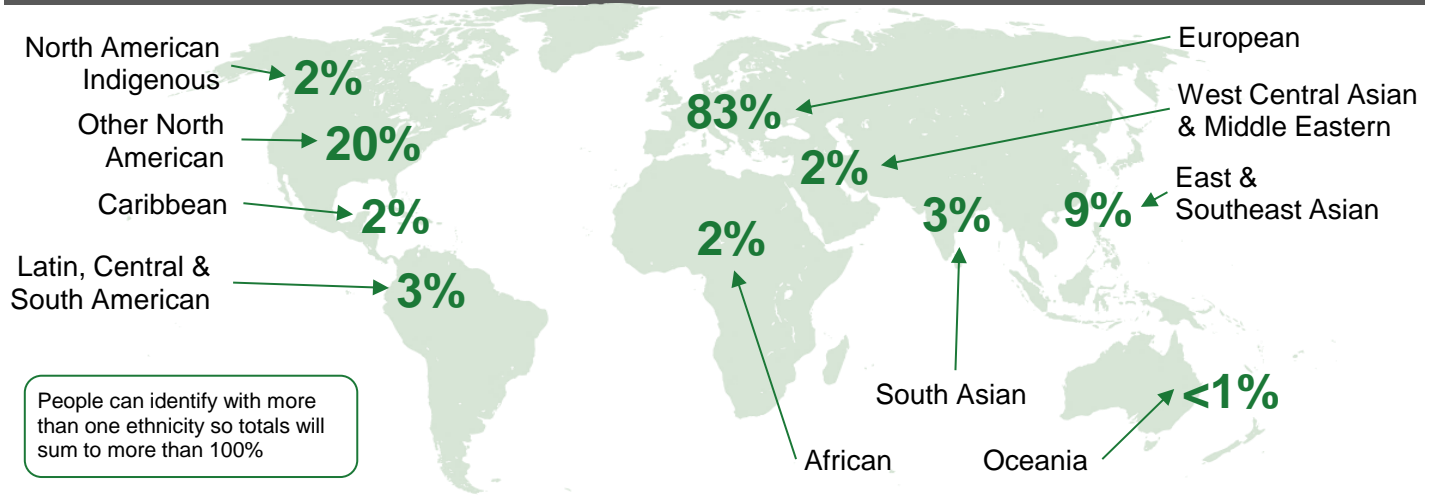 North American
Indigenous
2%
Other North
American
20%
Caribbean
2%
Latin, Central &
South American
3%
European
83%
West Central Asian
& Middle Eastern
2%
East &
Southeast Asian
9%
South Asian
3%
African
2%
Oceania
<1%
People can identify with more
than one ethnicity so totals will
sum to more than 100%